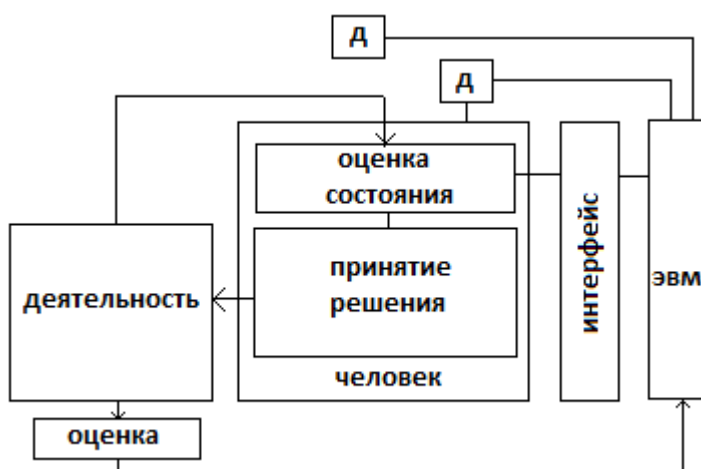 д
д
оценка
состояния
принятие
решения
человек
деятельность
оценка
интерфейс
эвм